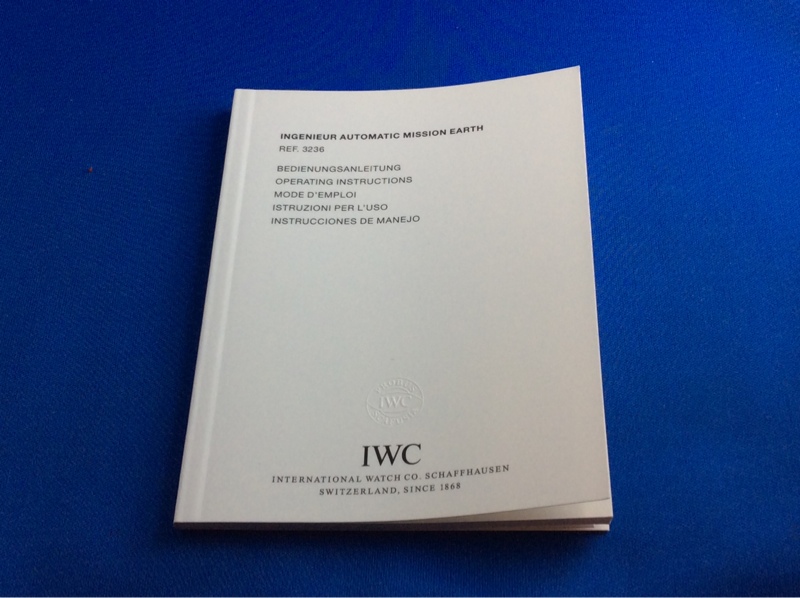 INGENIEUR AUTOMATIC MISSION EARTH
REF. 3236
BEDIENUNGSANLEITUNG
OPERATING INSTRUCTIONS
MODE D'EMPLOI
ISTRUZIONI PER L'USO
INSTRUCCIONES DE MANEJO
IWC
IWC
INTERNATIONAL WATCH CO. SCHAFFHAUSEN
SWITZERLAND, SINCE 1868